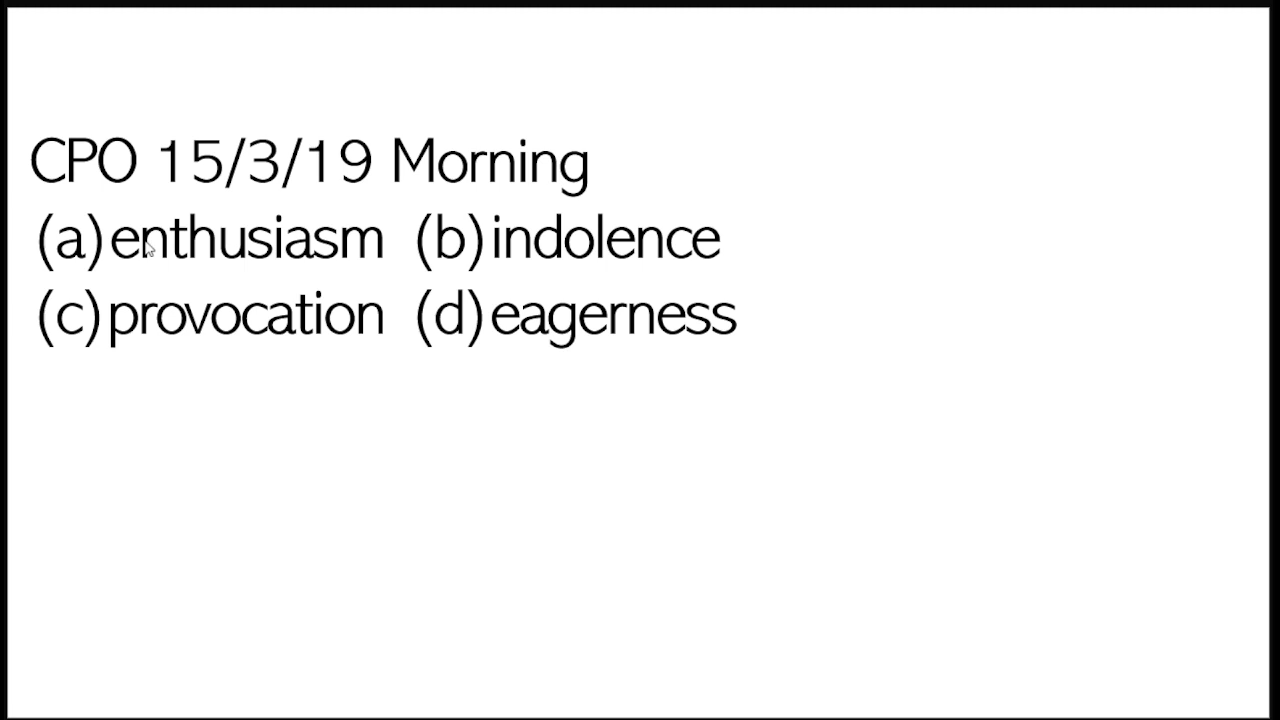 CPO 15/3/19 Morning
(a)enthusiasm (b)indolence
(c)provocation (d)eagerness